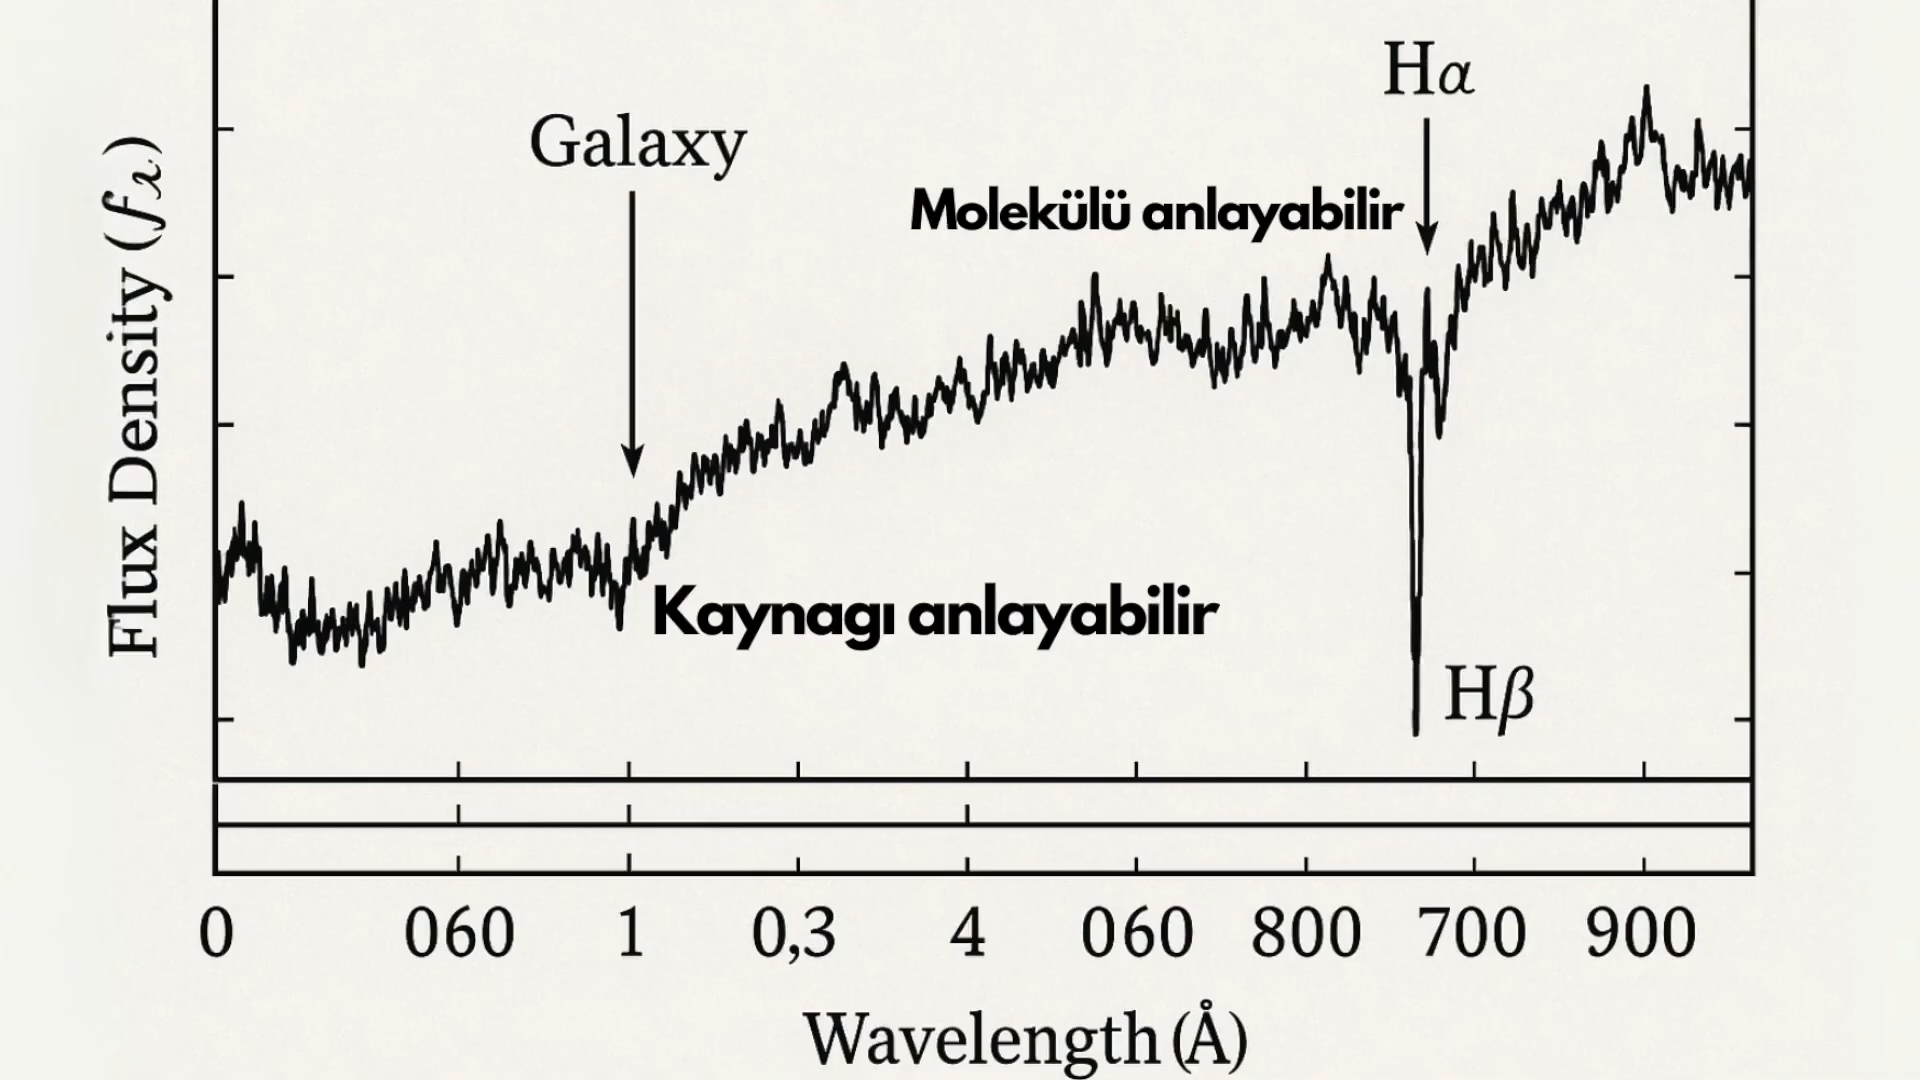 Hα
Galaxy
Molekülü anlayabilir
Flux Density (fλ)
Kaynagı anlayabilir
Hβ
0 060 1 0,3 4 060 800 700 900
Wavelength (Å)